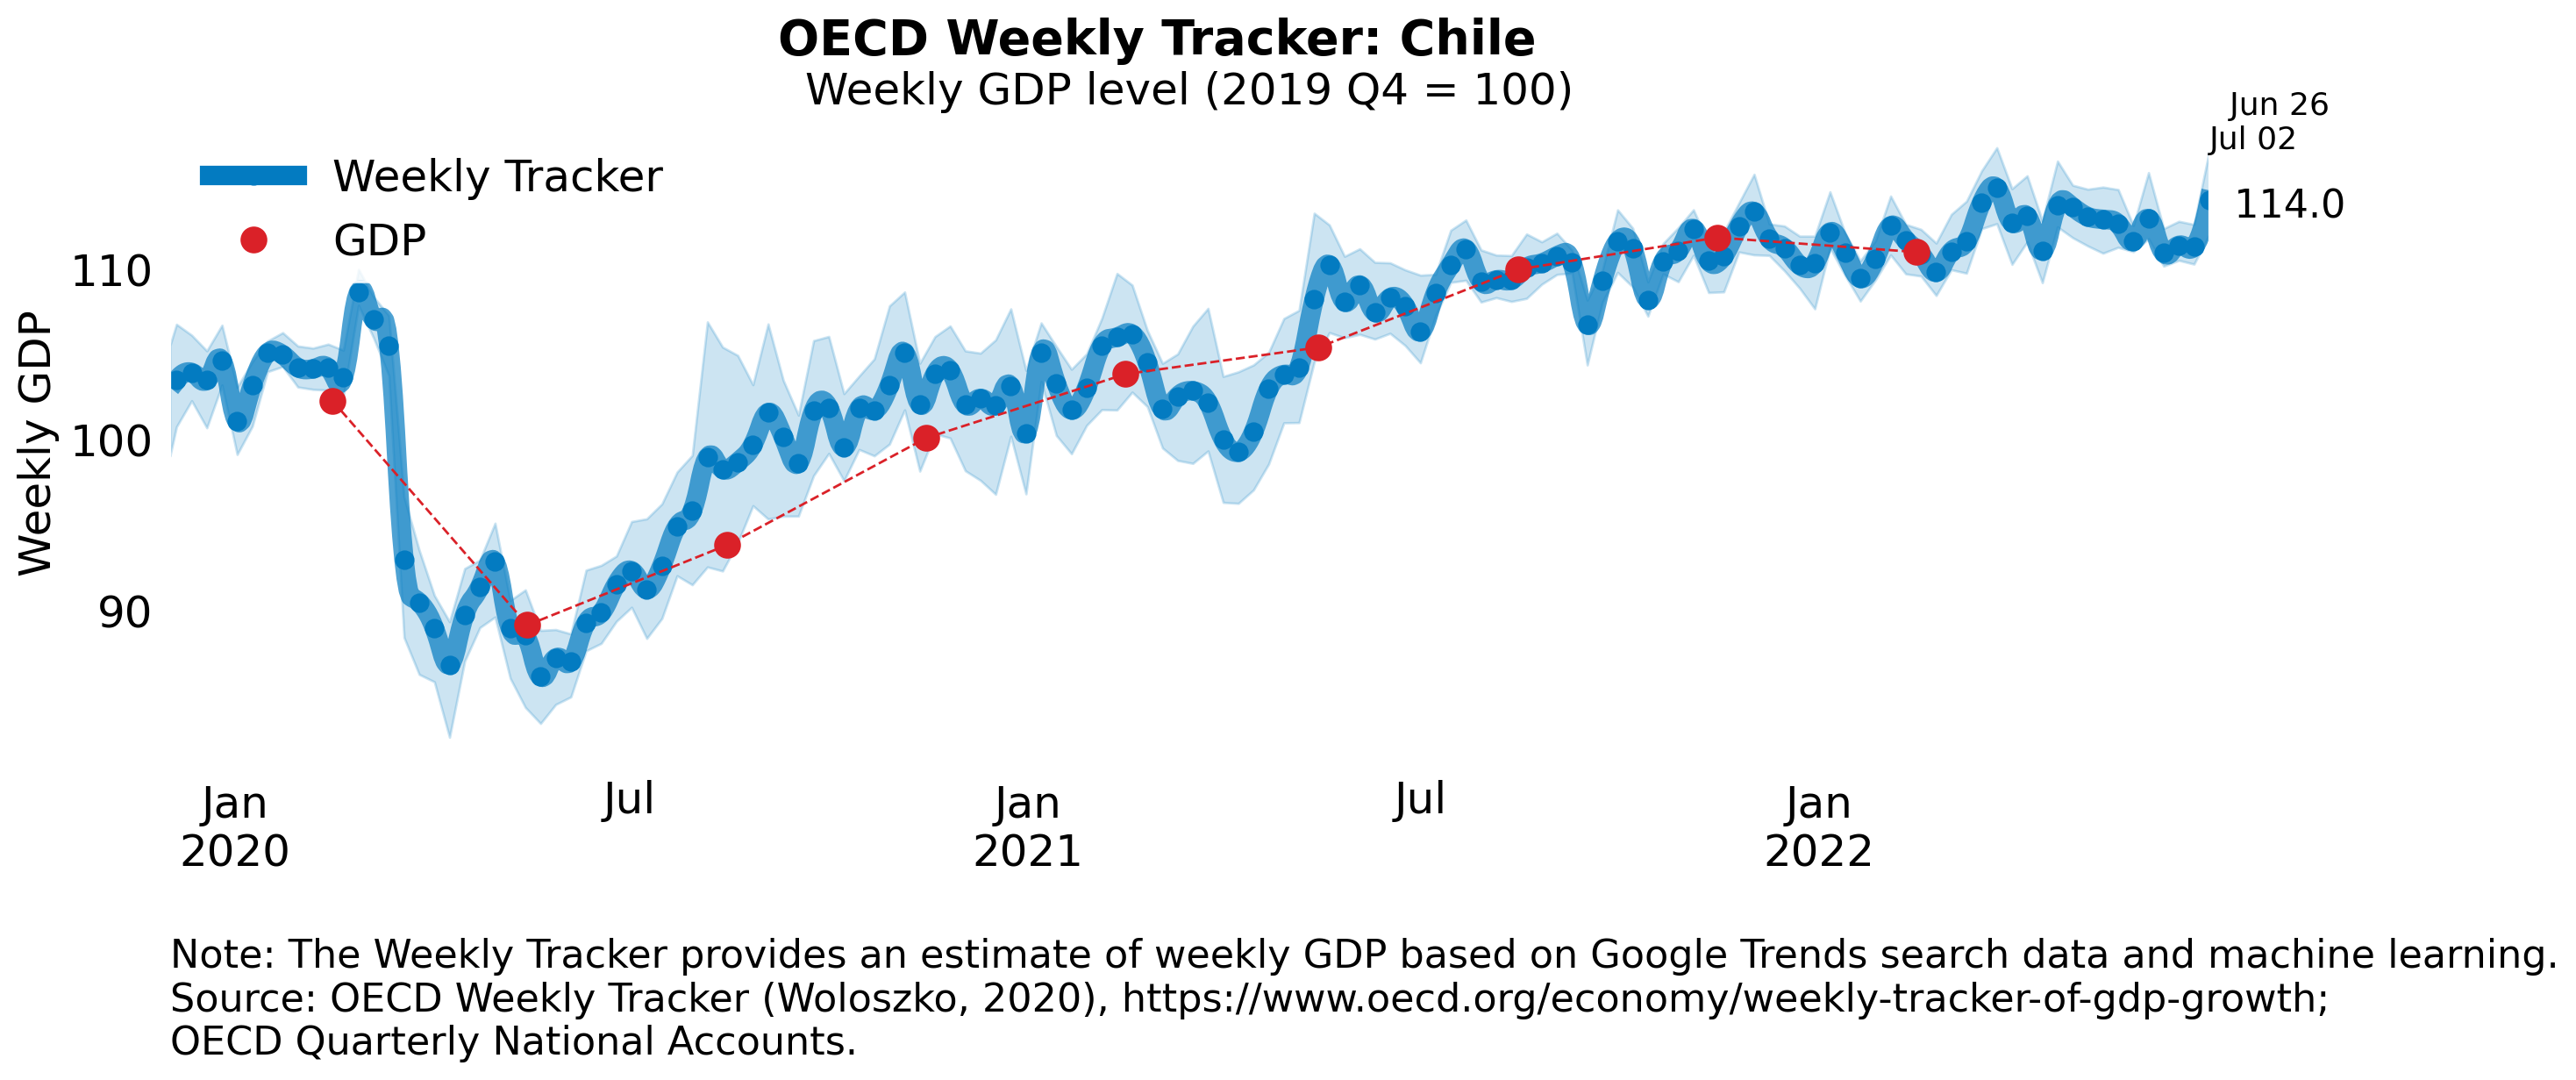 OECD Weekly Tracker: Chile
Weekly GDP level (2019 Q4 = 100)
Jun 26
Jul 02
114.0
Weekly Tracker
GDP
Weekly GDP
110
100
90
Jan
2020
Jul
Jan
2021
Jul
Jan
2022
Note: The Weekly Tracker provides an estimate of weekly GDP based on Google Trends search data and machine learning.
Source: OECD Weekly Tracker (Woloszko, 2020), https://www.oecd.org/economy/weekly-tracker-of-gdp-growth;
OECD Quarterly National Accounts.